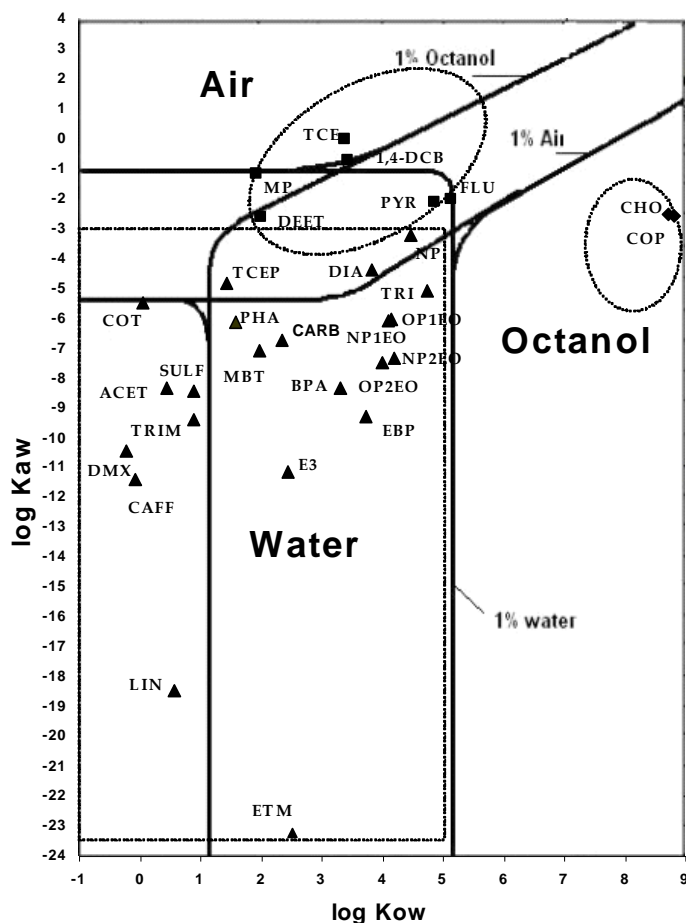 4
3
2
1
0
-1
-2
-3
-4
-5
-6
-7
-8
-9
-10
-11
-12
-13
-14
-15
-16
-17
-18
-19
-20
-21
-22
-23
-24
log Kaw
Air
1% Octanol
TCE
1% Air
1,4-DCB
MP
PYR
FLU
CHO
DEET
COP
NP
TCEP
DIA
TRI
COT
PHA
OP1EO
CARB
NP1EO
Octanol
SULF
MBT
NP2EO
ACET
BPA
OP2EO
TRIM
EBP
DMX
E3
CAFF
Water
1% water
LIN
ETM
-1 0 1 2 3 4 5 6 7 8 9
log Kow